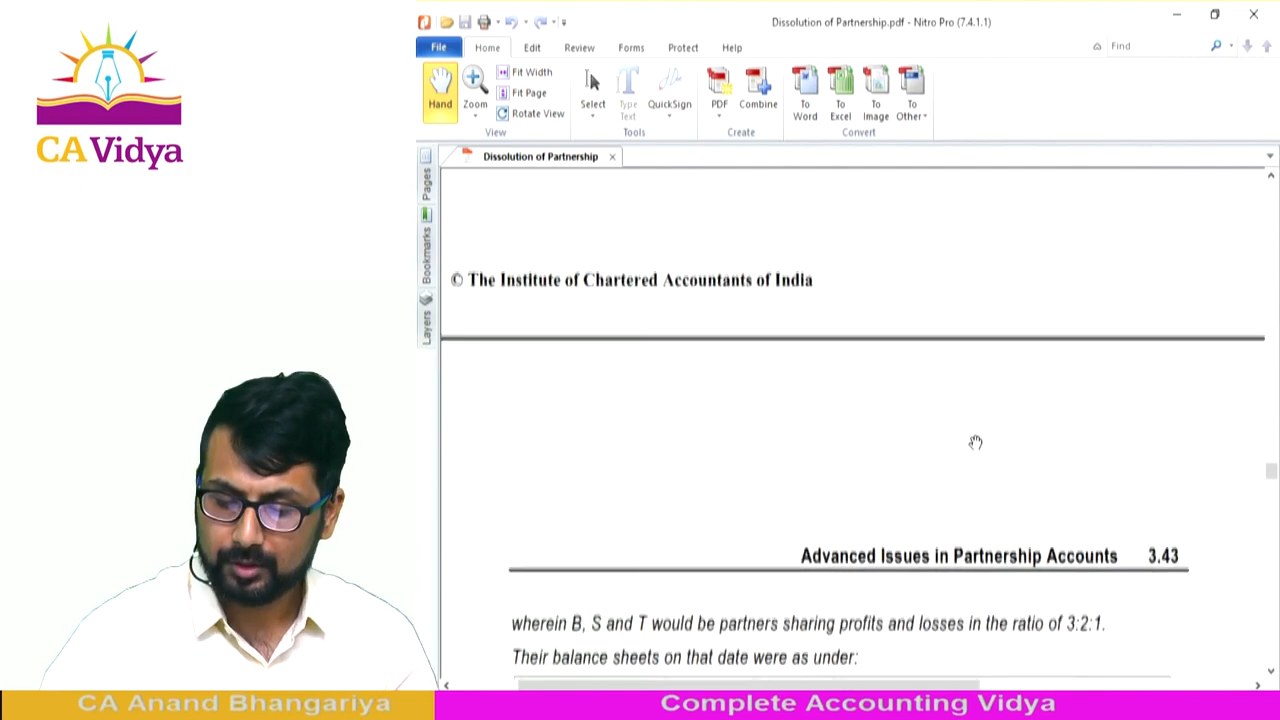 CA Vidya
Dissolution of Partnership.pdf - Nitro Pro (7.4.1.1)
File Home Edit Review Forms Protect Help
Find
Hand
Zoom
Fit Width
Fit Page
Rotate View
View
Select
Type Text
QuickSign
Tools
PDF
Combine
Create
To Word
To Excel
To Image
To Other
Convert
Dissolution of Partnership
Pages
Bookmarks
Layers
© The Institute of Chartered Accountants of India
Advanced Issues in Partnership Accounts 3.43
wherein B, S and T would be partners sharing profits and losses in the ratio of 3:2:1.
Their balance sheets on that date were as under:
CA Anand Bhangariya
Complete Accounting Vidya